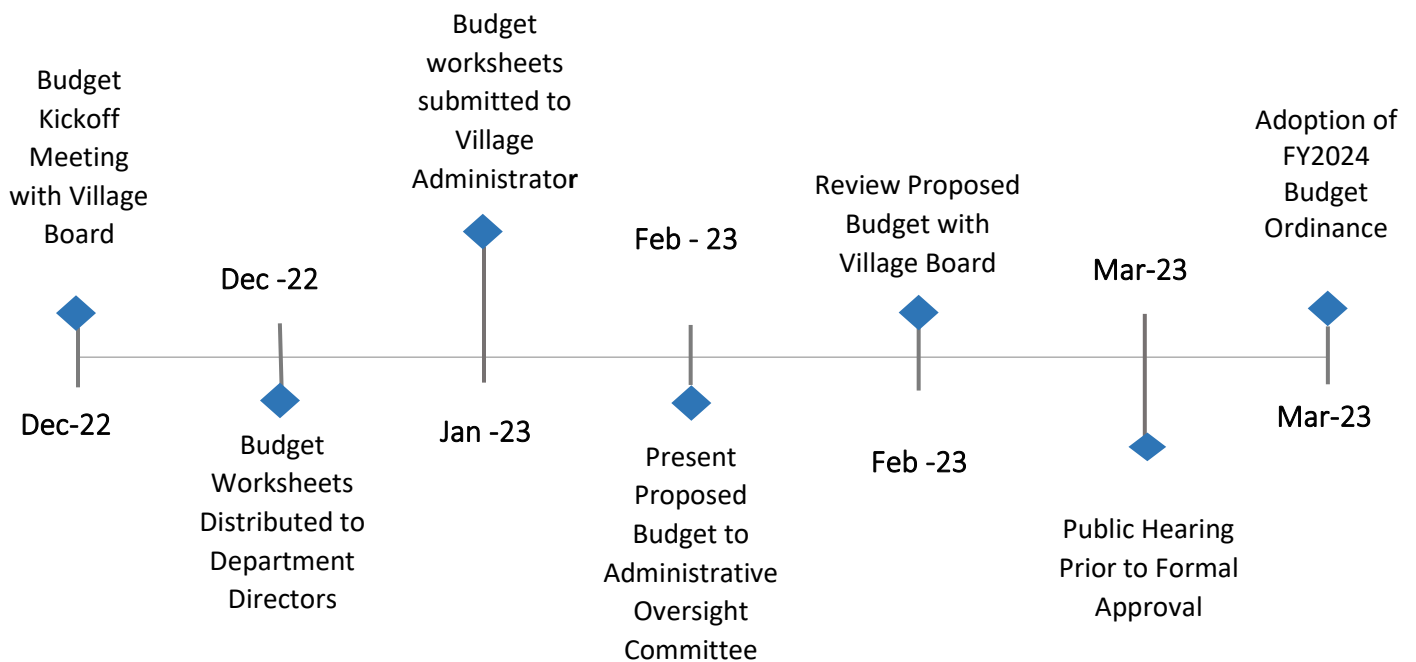 Budget
Kickoff
Meeting
with Village
Board
Dec-22
Dec -22
Budget
Worksheets
Distributed to
Department
Directors
Budget
worksheets
submitted to
Village
Administrator
Jan -23
Feb - 23
Present
Proposed
Budget to
Administrative
Oversight
Committee
Review Proposed
Budget with
Village Board
Feb -23
Mar-23
Public Hearing
Prior to Formal
Approval
Adoption of
FY2024
Budget
Ordinance
Mar-23